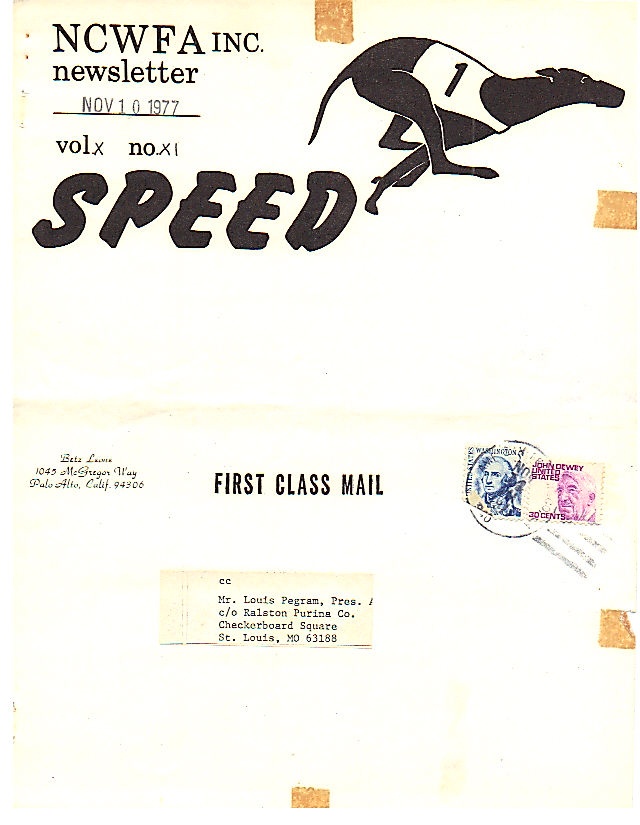 NCWFA INC.
newsletter
NOV 10 1977
vol.X no.XI
SPEED
1
Betz
1045 McGregor Way
Palo Alto, Calif. 94306
FIRST CLASS MAIL
UNITED STATES
WASHINGTON
JOHN DEWEY
UNITED
STATES
30 CENTS
cc
Mr. Louis Pegram, Pres.
c/o Ralston Purina Co.
Checkerboard Square
St. Louis, MO 63188